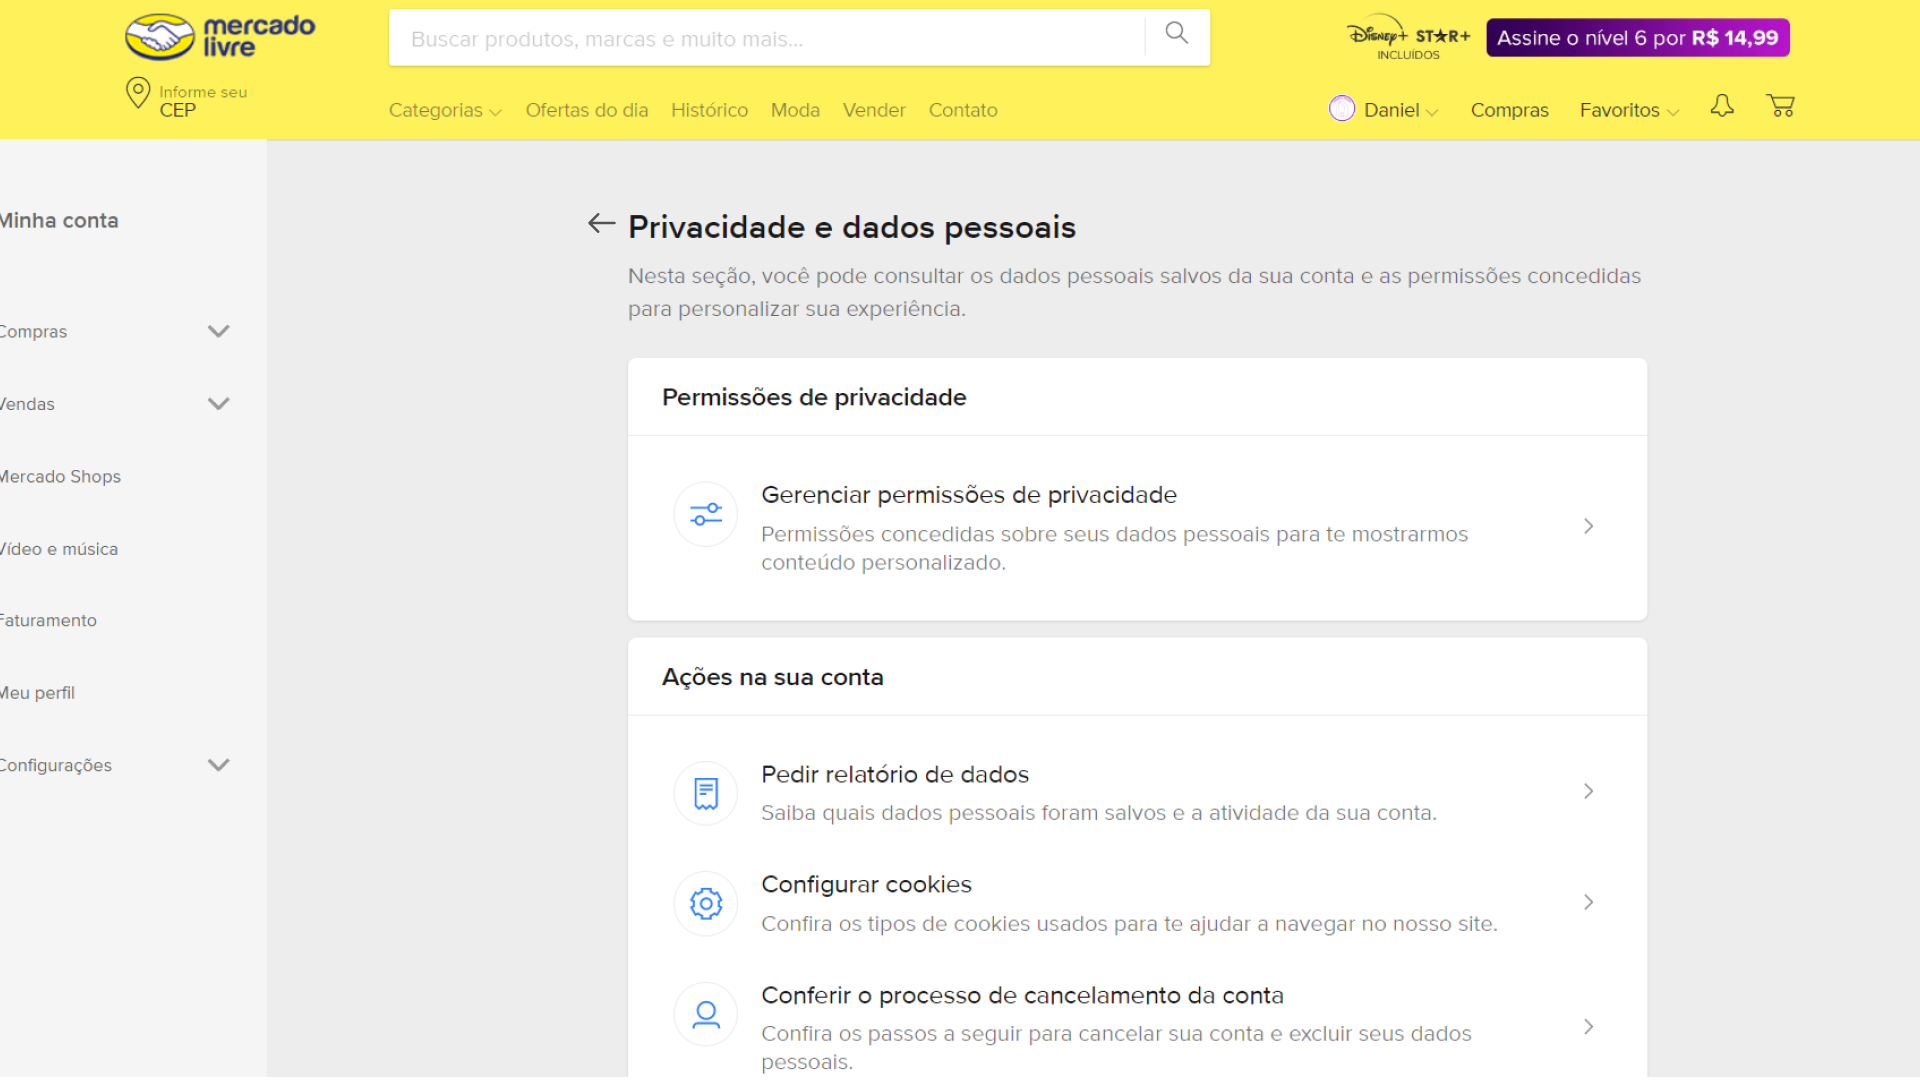 mercado
livre
Buscar produtos, marcas e muito mais...
Disney+ STAR+
INCLUÍDOS
Assine o nível 6 por R$ 14,99
Informe seu
CEP
Categorias
Ofertas do dia
Histórico
Moda
Vender
Contato
Daniel
Compras
Favoritos
Minha conta
Compras
Vendas
Mercado Shops
Vídeo e música
Faturamento
Meu perfil
Configurações
Privacidade e dados pessoais
Nesta seção, você pode consultar os dados pessoais salvos da sua conta e as permissões concedidas
para personalizar sua experiência.
Permissões de privacidade
Gerenciar permissões de privacidade
Permissões concedidas sobre seus dados pessoais para te mostrarmos
conteúdo personalizado.
Ações na sua conta
Pedir relatório de dados
Saiba quais dados pessoais foram salvos e a atividade da sua conta.
Configurar cookies
Confira os tipos de cookies usados para te ajudar a navegar no nosso site.
Conferir o processo de cancelamento da conta
Confira os passos a seguir para cancelar sua conta e excluir seus dados
pessoais.